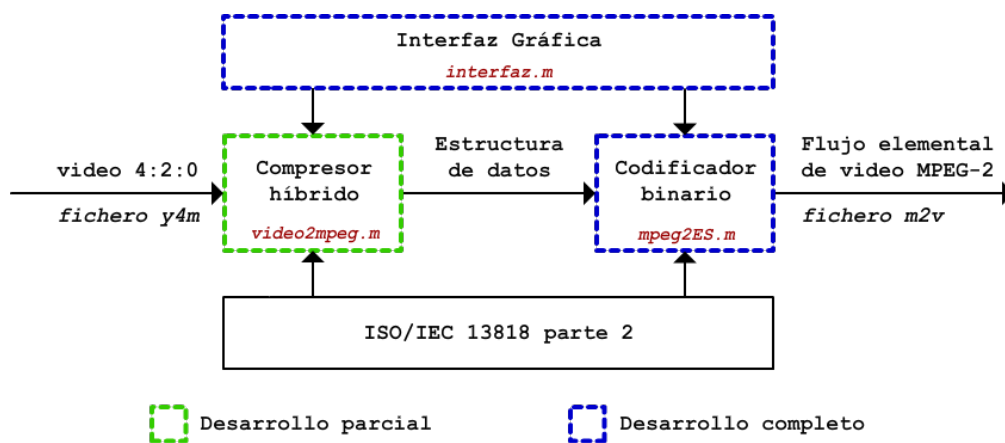 Interfaz Gráfica
interfaz.m
video 4:2:0
fichero y4m
Compresor
híbrido
video2mpeg.m
Estructura
de datos
Codificador
binario
mpeg2ES.m
Flujo elemental
de video MPEG-2
fichero m2v
ISO/IEC 13818 parte 2
Desarrollo parcial
Desarrollo completo